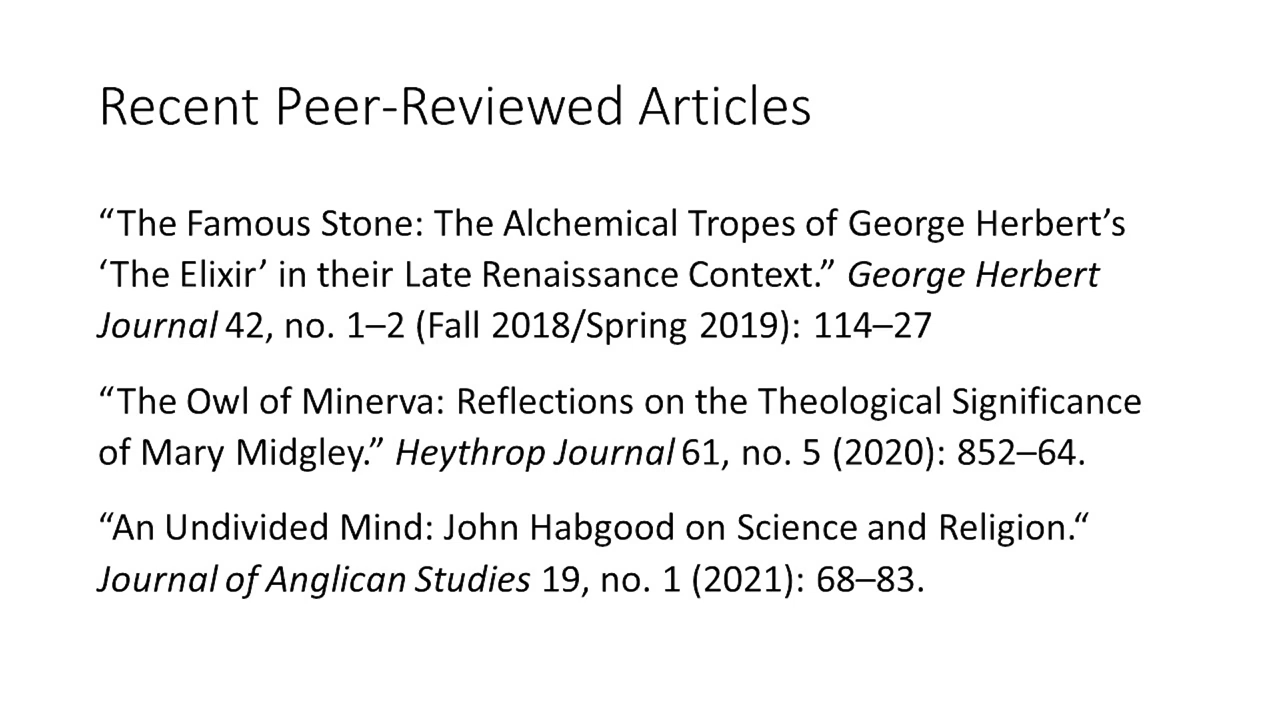 Recent Peer-Reviewed Articles
“The Famous Stone: The Alchemical Tropes of George Herbert’s
‘The Elixir’ in their Late Renaissance Context.” George Herbert
Journal 42, no. 1–2 (Fall 2018/Spring 2019): 114–27
“The Owl of Minerva: Reflections on the Theological Significance
of Mary Midgley.” Heythrop Journal 61, no. 5 (2020): 852–64.
“An Undivided Mind: John Habgood on Science and Religion.“
Journal of Anglican Studies 19, no. 1 (2021): 68–83.